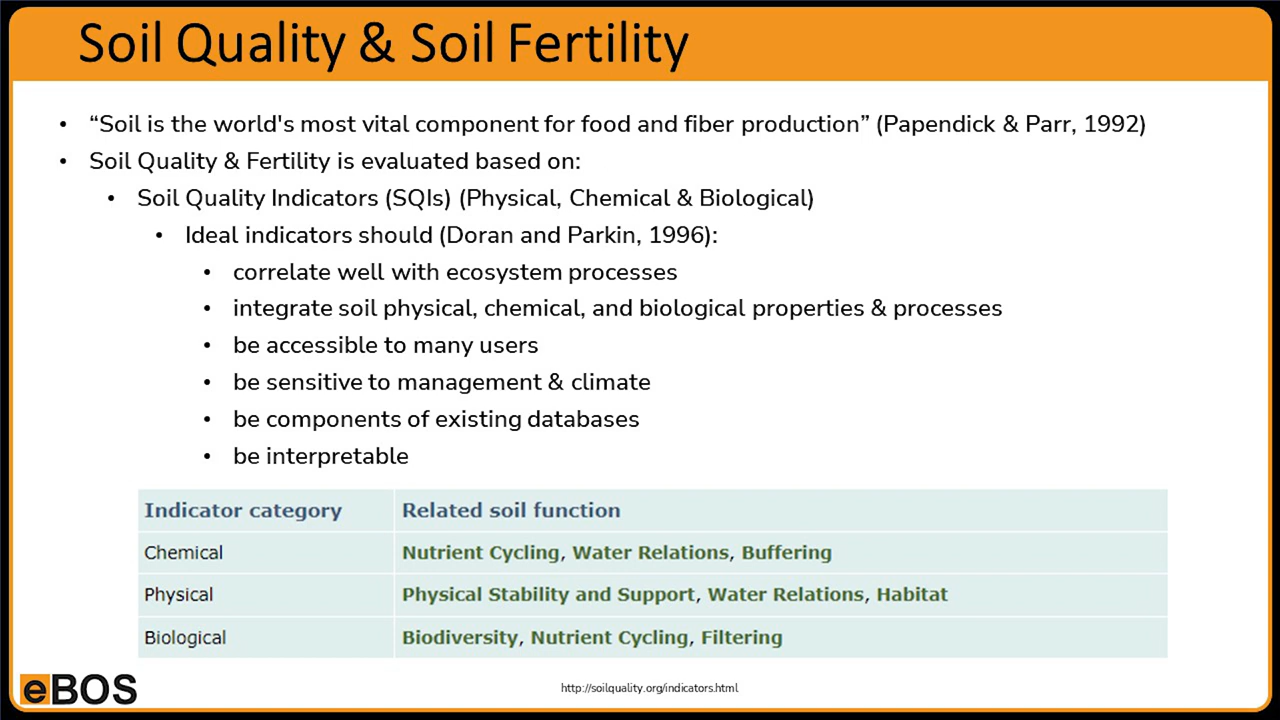 Soil Quality & Soil Fertility
• “Soil is the world's most vital component for food and fiber production” (Papendick & Parr, 1992)
• Soil Quality & Fertility is evaluated based on:
• Soil Quality Indicators (SQIs) (Physical, Chemical & Biological)
• Ideal indicators should (Doran and Parkin, 1996):
• correlate well with ecosystem processes
• integrate soil physical, chemical, and biological properties & processes
• be accessible to many users
• be sensitive to management & climate
• be components of existing databases
• be interpretable
Indicator category Related soil function
Chemical Nutrient Cycling, Water Relations, Buffering
Physical Physical Stability and Support, Water Relations, Habitat
Biological Biodiversity, Nutrient Cycling, Filtering
eBOS
http://soilquality.org/indicators.html